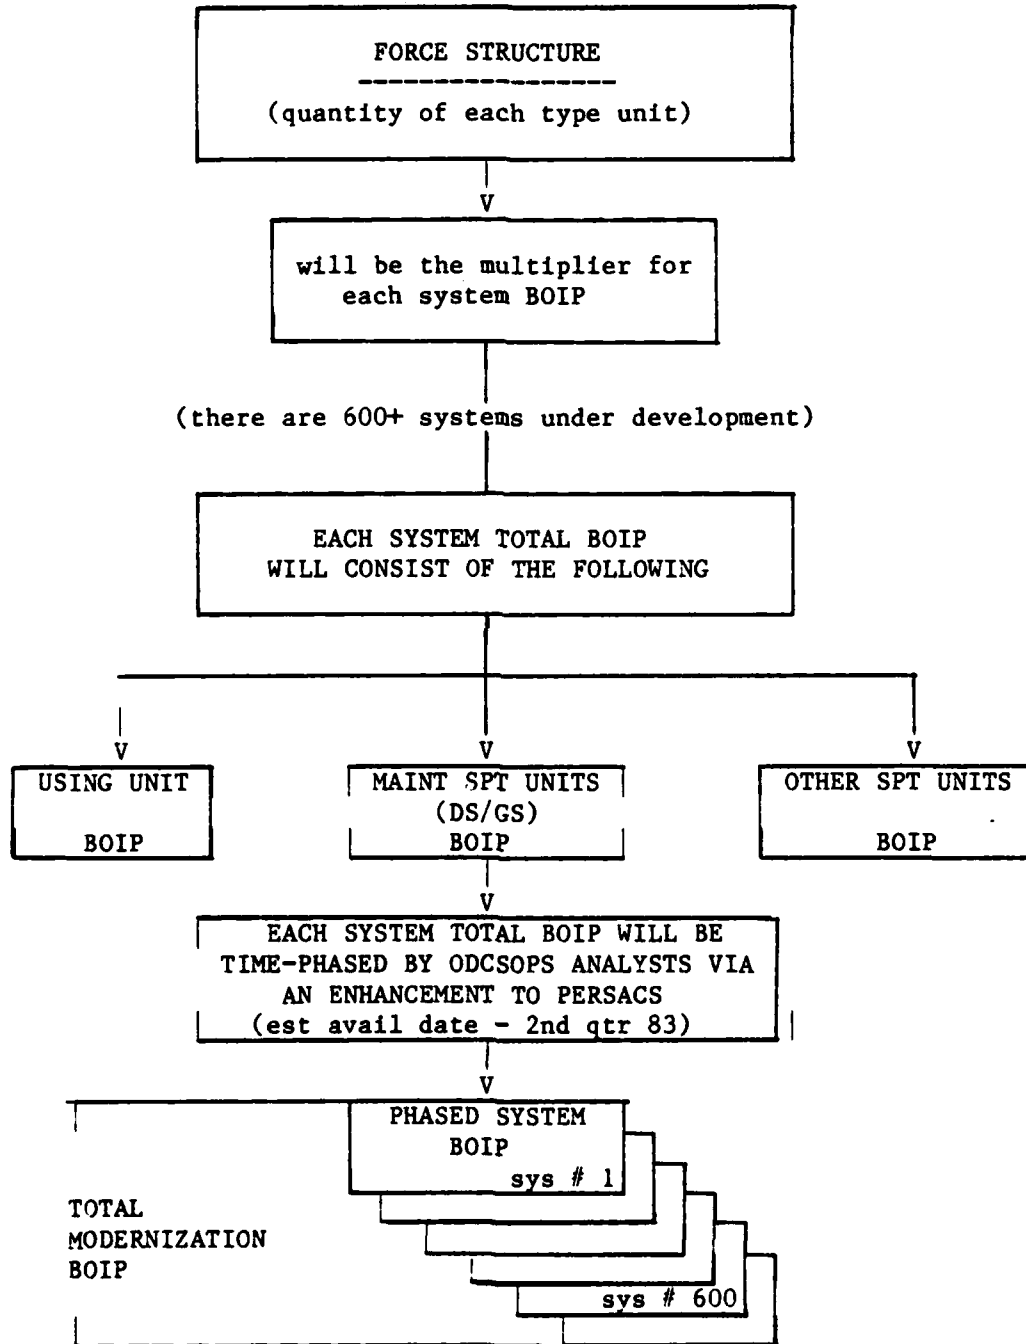 FORCE STRUCTURE
(quantity of each type unit)
V
will be the multiplier for
each system BOIP
(there are 600+ systems under development)
EACH SYSTEM TOTAL BOIP
WILL CONSIST OF THE FOLLOWING
V
V
V
USING UNIT
BOIP
MAINT SPT UNITS
(DS/GS)
BOIP
OTHER SPT UNITS
BOIP
V
EACH SYSTEM TOTAL BOIP WILL BE
TIME-PHASED BY ODCSOPS ANALYSTS VIA
AN ENHANCEMENT TO PERSACS
(est avail date - 2nd qtr 83)
V
PHASED SYSTEM
BOIP
sys # 1
TOTAL
MODERNIZATION
BOIP
sys # 600